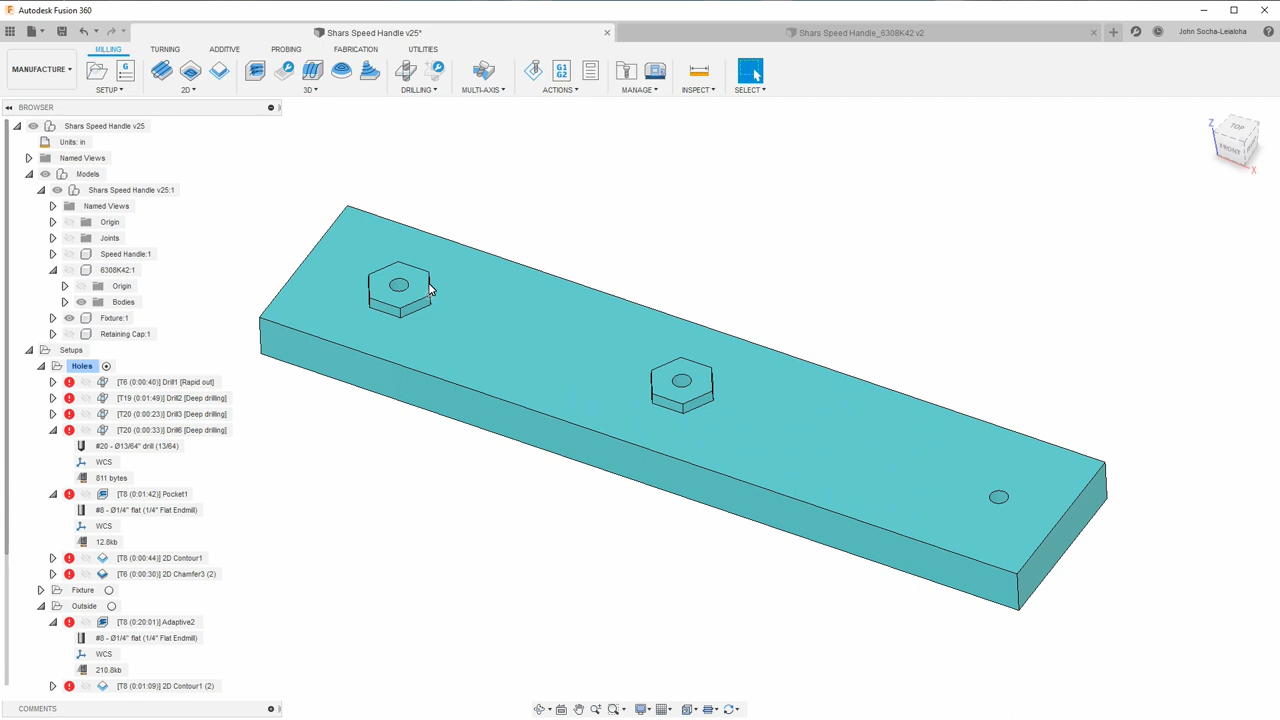 Autodesk Fusion 360
Shars Speed Handle v25*
Shars Speed Handle_6308K42 v2
John Socha-Leialoha
MILLING
TURNING
ADDITIVE
PROBING
FABRICATION
UTILITIES
MANUFACTURE
G
G1
G2
SETUP
2D
3D
DRILLING
MULTI-AXIS
ACTIONS
MANAGE
INSPECT
SELECT
BROWSER
Shars Speed Handle v25
Units: in
Named Views
Models
Shars Speed Handle v25:1
Named Views
Origin
Joints
Speed Handle:1
6308K42:1
Origin
Bodies
Fixture:1
Retaining Cap:1
Setups
Holes
[T6 (0:00:40)] Drill1 [Rapid out]
[T19 (0:01:49)] Drill2 [Deep drilling]
[T20 (0:00:23)] Drill3 [Deep drilling]
[T20 (0:00:33)] Drill6 [Deep drilling]
#20 - Ø13/64" drill (13/64)
WCS
811 bytes
[T8 (0:01:42)] Pocket1
#8 - Ø1/4" flat (1/4" Flat Endmill)
WCS
12.8kb
[T8 (0:00:44)] 2D Contour1
[T6 (0:00:30)] 2D Chamfer3 (2)
Fixture
Outside
[T8 (0:20:01)] Adaptive2
#8 - Ø1/4" flat (1/4" Flat Endmill)
WCS
210.8kb
[T8 (0:01:09)] 2D Contour1 (2)
COMMENTS
TOP
FRONT
Z
X